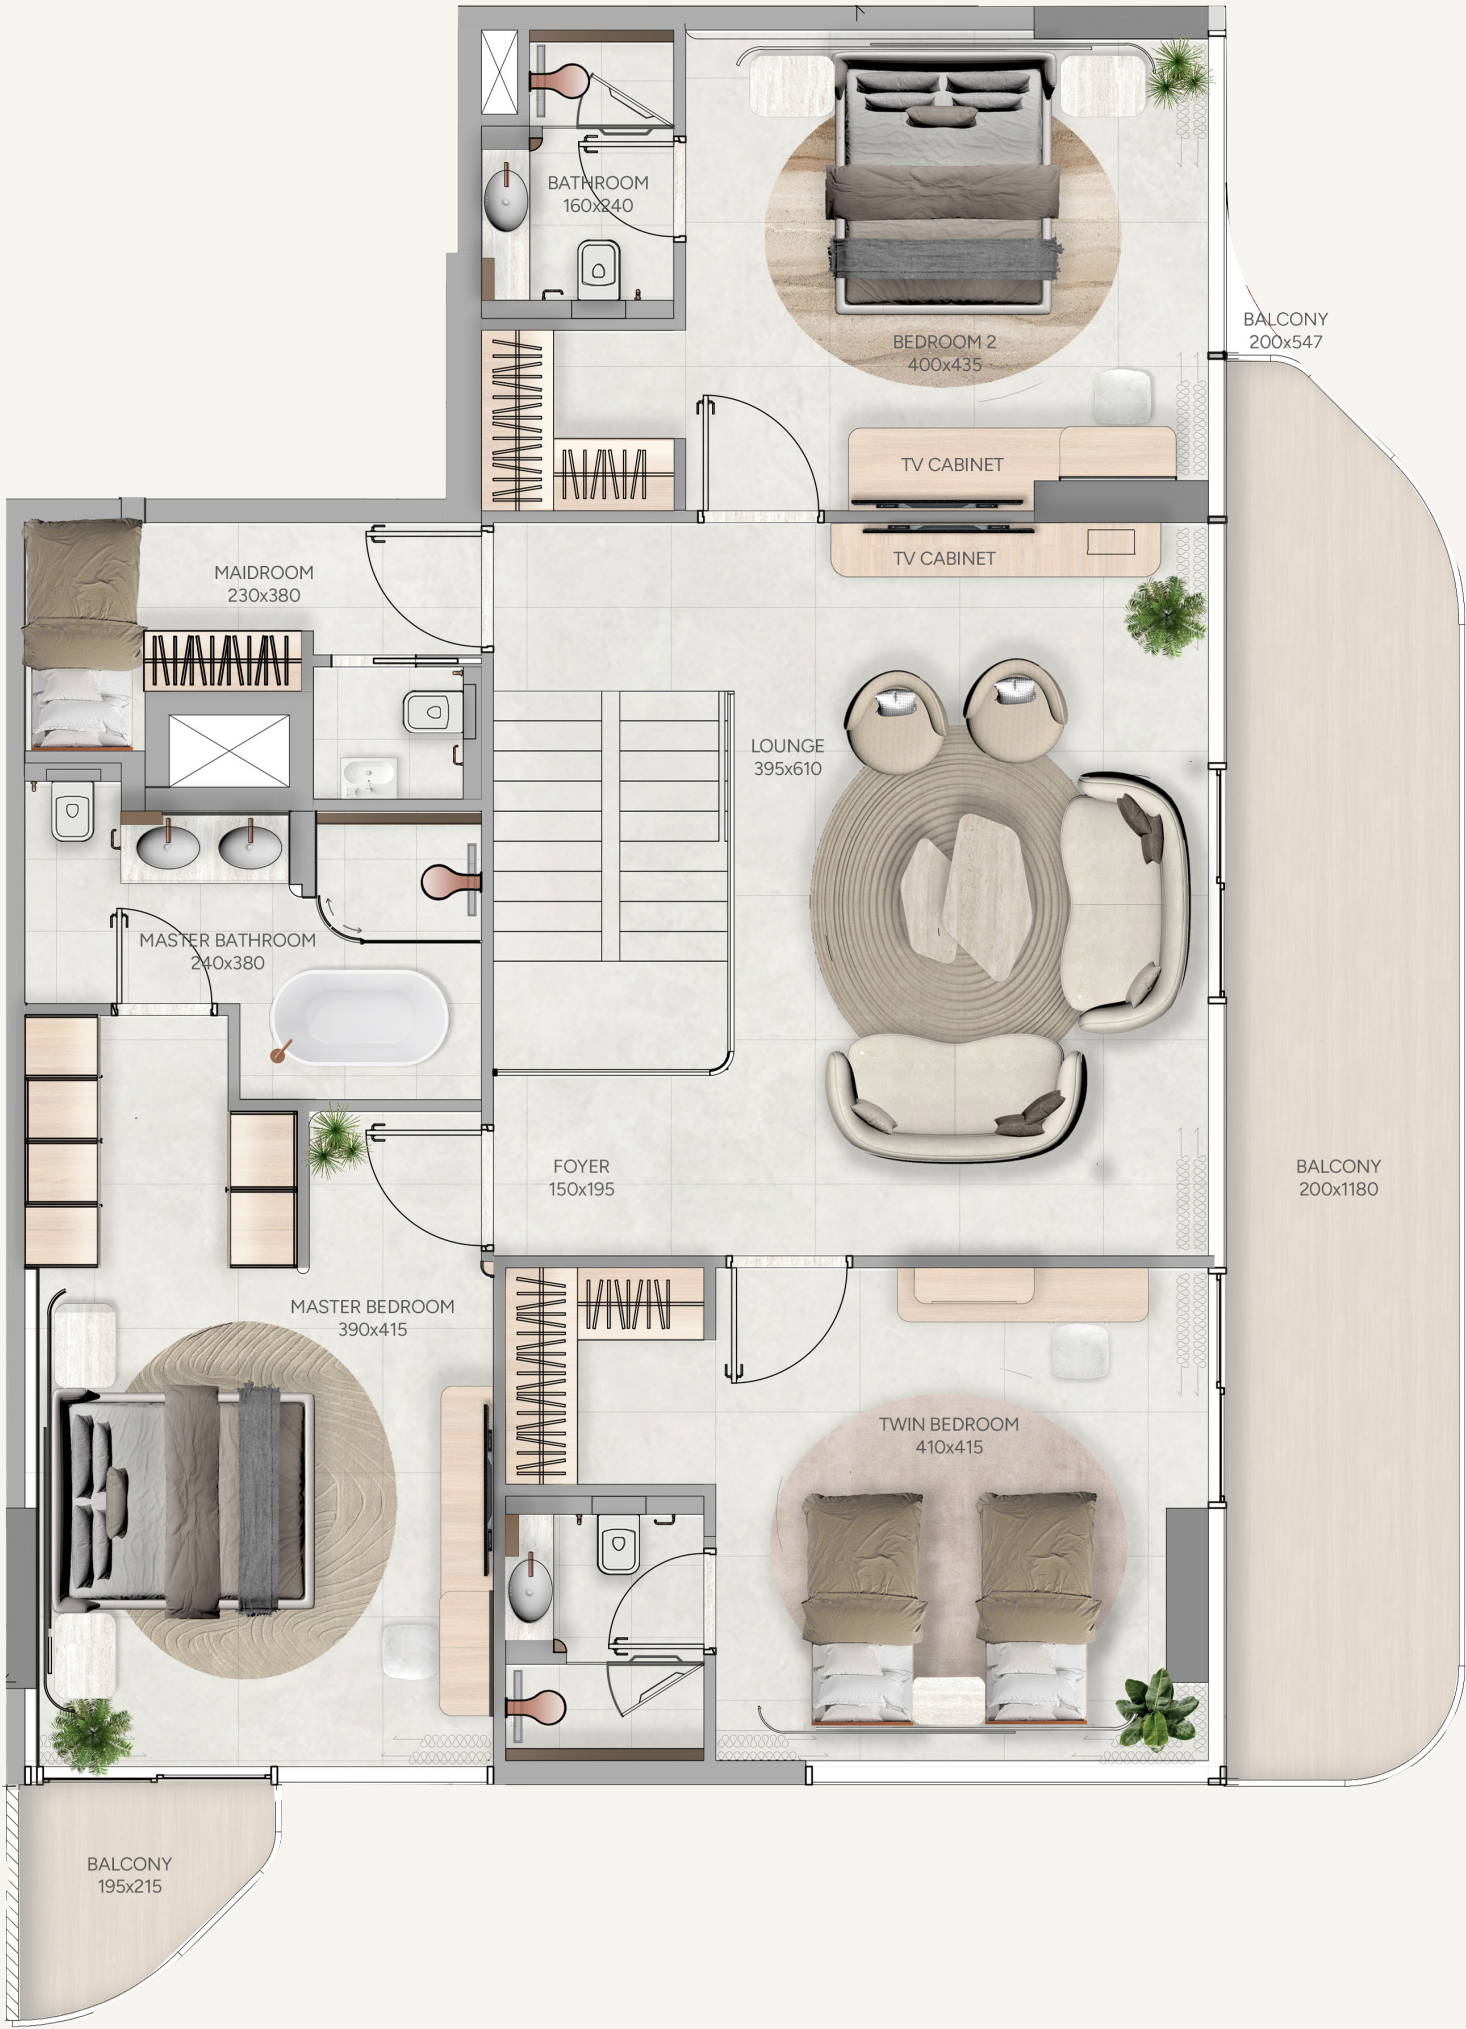 BATHROOM
160x240
BEDROOM 2
400x435
BALCONY
200x547
TV CABINET
TV CABINET
MAIDROOM
230x380
LOUNGE
395x610
MASTER BATHROOM
240x380
FOYER
150x195
BALCONY
200x1180
MASTER BEDROOM
390x415
TWIN BEDROOM
410x415
BALCONY
195x215